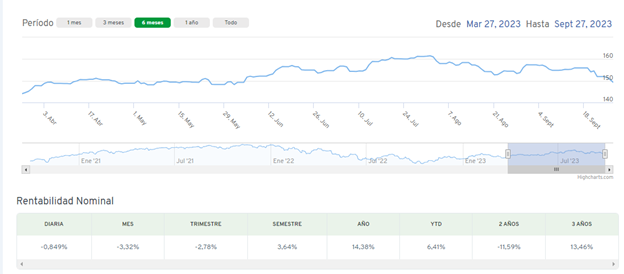 Período 1 mes 3 meses 6 meses 1 año Todo Desde Mar 27, 2023 Hasta Sept 27, 2023
160
150
140
3. Abr 17. Abr 1. May 15. May 29. May 12. Jun 26. Jun 10. Jul 24. Jul 7. Ago 21. Ago 4. Sept 18. Sept
Ene '21 Jul '21 Ene '22 Jul '22 Ene '23 Jul '23
Highcharts.com
Rentabilidad Nominal
DIARIA MES TRIMESTRE SEMESTRE AÑO YTD 2 AÑOS 3 AÑOS
-0,849% -3,32% -2,78% 3,64% 14,38% 6,41% -11,59% 13,46%